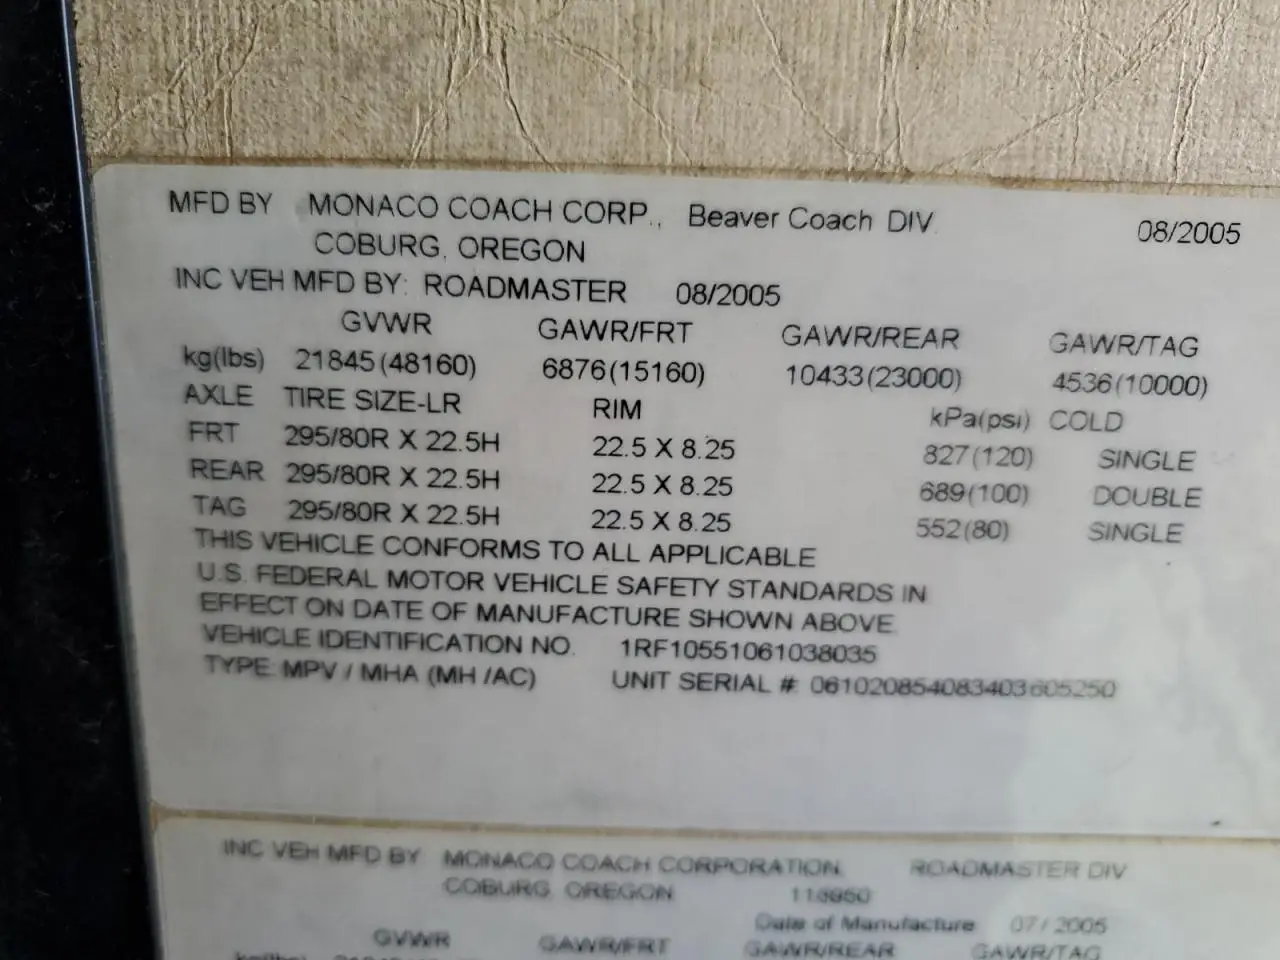 MFD BY MONACO COACH CORP., Beaver Coach DIV. 08/2005
COBURG, OREGON
INC VEH MFD BY: ROADMASTER 08/2005
GVWR GAWR/FRT GAWR/REAR GAWR/TAG
kg(lbs) 21845(48160) 6876(15160) 10433(23000) 4536(10000)
AXLE TIRE SIZE-LR RIM kPa(psi) COLD
FRT 295/80R X 22.5H 22.5 X 8.25 827(120) SINGLE
REAR 295/80R X 22.5H 22.5 X 8.25 689(100) DOUBLE
TAG 295/80R X 22.5H 22.5 X 8.25 552(80) SINGLE
THIS VEHICLE CONFORMS TO ALL APPLICABLE
U.S. FEDERAL MOTOR VEHICLE SAFETY STANDARDS IN
EFFECT ON DATE OF MANUFACTURE SHOWN ABOVE.
VEHICLE IDENTIFICATION NO. 1RF10551061038035
TYPE: MPV / MHA (MH /AC) UNIT SERIAL #: 061020854083403605250
INC VEH MFD BY MONACO COACH CORPORATION ROADMASTER DIV
COBURG, OREGON
Date of Manufacture 07/2005
GVWR GAWR/FRT GAWR/REAR GAWR/TAG